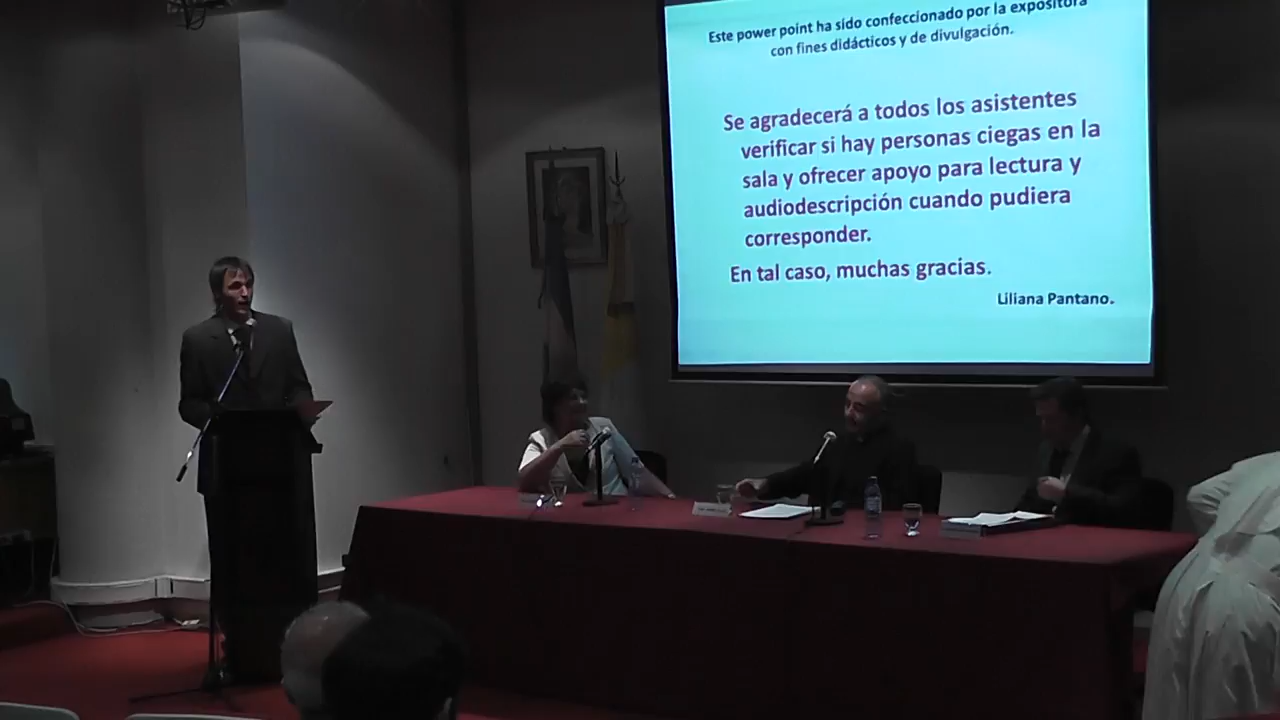 Este power point ha sido confeccionado por la expositora
con fines didácticos y de divulgación.
Se agradecerá a todos los asistentes
verificar si hay personas ciegas en la
sala y ofrecer apoyo para lectura y
audiodescripción cuando pudiera
corresponder.
En tal caso, muchas gracias.
Liliana Pantano.